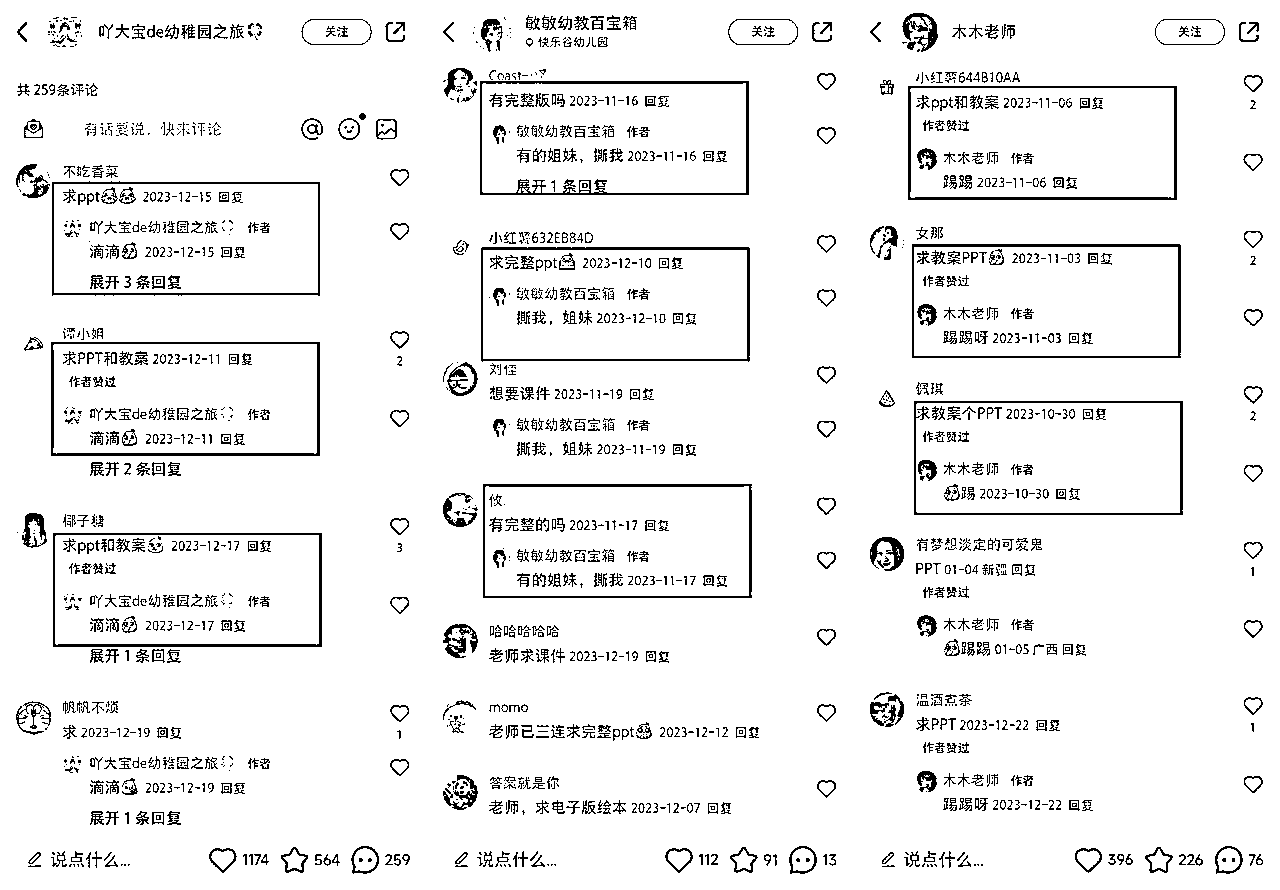 吖大宝de幼稚园之旅
关注
共 259条评论
有话要说，快来评论
不吃香菜
求ppt 2023-12-15 回复
吖大宝de幼稚园之旅 作者
滴滴 2023-12-15 回复
展开 3 条回复
谭小姐
求PPT和教案 2023-12-11 回复
作者赞过
2
吖大宝de幼稚园之旅 作者
滴滴 2023-12-11 回复
展开 2 条回复
椰子糖
求ppt和教案 2023-12-17 回复
作者赞过
3
吖大宝de幼稚园之旅 作者
滴滴 2023-12-17 回复
展开 1 条回复
帆帆不烦
求 2023-12-19 回复
1
吖大宝de幼稚园之旅 作者
滴滴 2023-12-19 回复
展开 1 条回复
说点什么...
1174
564
259
敏敏幼教百宝箱
快乐谷幼儿园
关注
Coast
有完整版吗 2023-11-16 回复
敏敏幼教百宝箱 作者
有的姐妹，撕我 2023-11-16 回复
展开 1 条回复
小红薯632EB84D
求完整ppt 2023-12-10 回复
敏敏幼教百宝箱 作者
撕我，姐妹 2023-12-10 回复
想要课件 2023-11-19 回复
敏敏幼教百宝箱 作者
撕我，姐妹 2023-11-19 回复
攸.
有完整的吗 2023-11-17 回复
敏敏幼教百宝箱 作者
有的姐妹，撕我 2023-11-17 回复
哈哈哈哈哈
老师求课件 2023-12-19 回复
momo
老师已三连求完整ppt 2023-12-12 回复
答案就是你
老师，求电子版绘本 2023-12-07 回复
说点什么...
112
91
13
木木老师
关注
小红薯644B10AA
求ppt和教案 2023-11-06 回复
作者赞过
2
木木老师 作者
踢踢 2023-11-06 回复
女那
求教案PPT 2023-11-03 回复
作者赞过
2
木木老师 作者
踢踢呀 2023-11-03 回复
佩琪
求教案个PPT 2023-10-30 回复
作者赞过
2
木木老师 作者
踢 2023-10-30 回复
有梦想淡定的可爱鬼
PPT 01-04 新疆 回复
作者赞过
1
木木老师 作者
踢踢 01-05 广西 回复
温酒煮茶
求PPT 2023-12-22 回复
作者赞过
1
木木老师 作者
踢踢呀 2023-12-22 回复
说点什么...
396
226
76